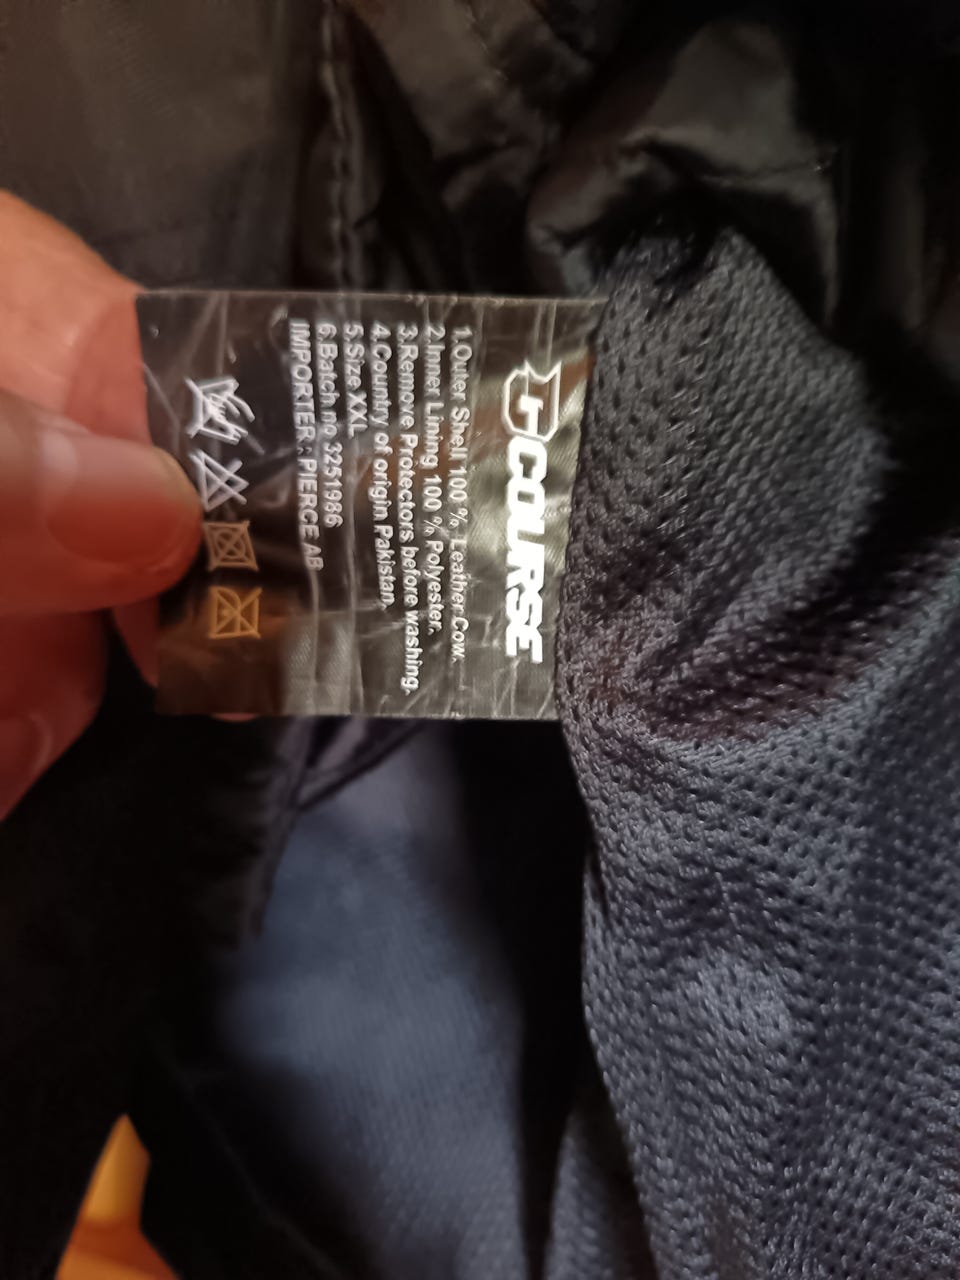 COURSE
1.Outer Shell 100 % Leather Cow.
2.Inner Lining 100 % Polyester.
3.Remove Protectors before washing.
4.Country of origin Pakistan.
5.Size XXL
6.Batch no 3251986
IMPORTER : PIERCE AB